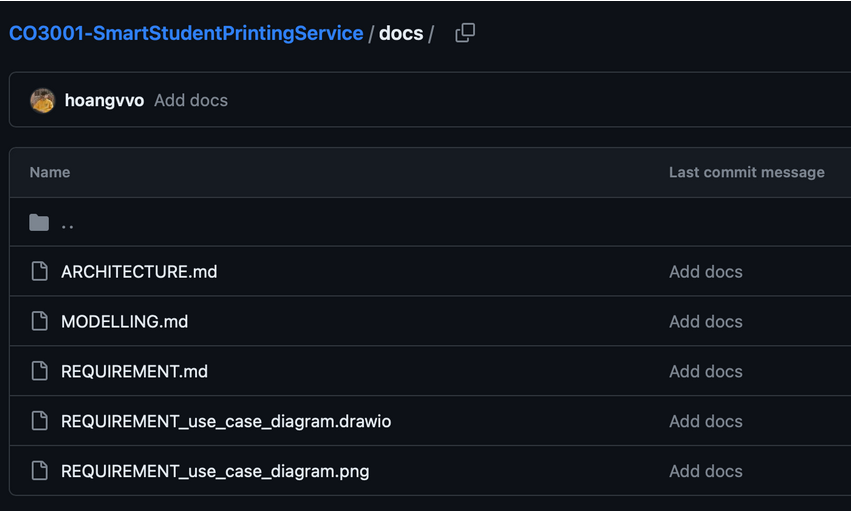 CO3001-SmartStudentPrintingService / docs /
hoangvvo Add docs
Name Last commit message
..
ARCHITECTURE.md Add docs
MODELLING.md Add docs
REQUIREMENT.md Add docs
REQUIREMENT_use_case_diagram.drawio Add docs
REQUIREMENT_use_case_diagram.png Add docs